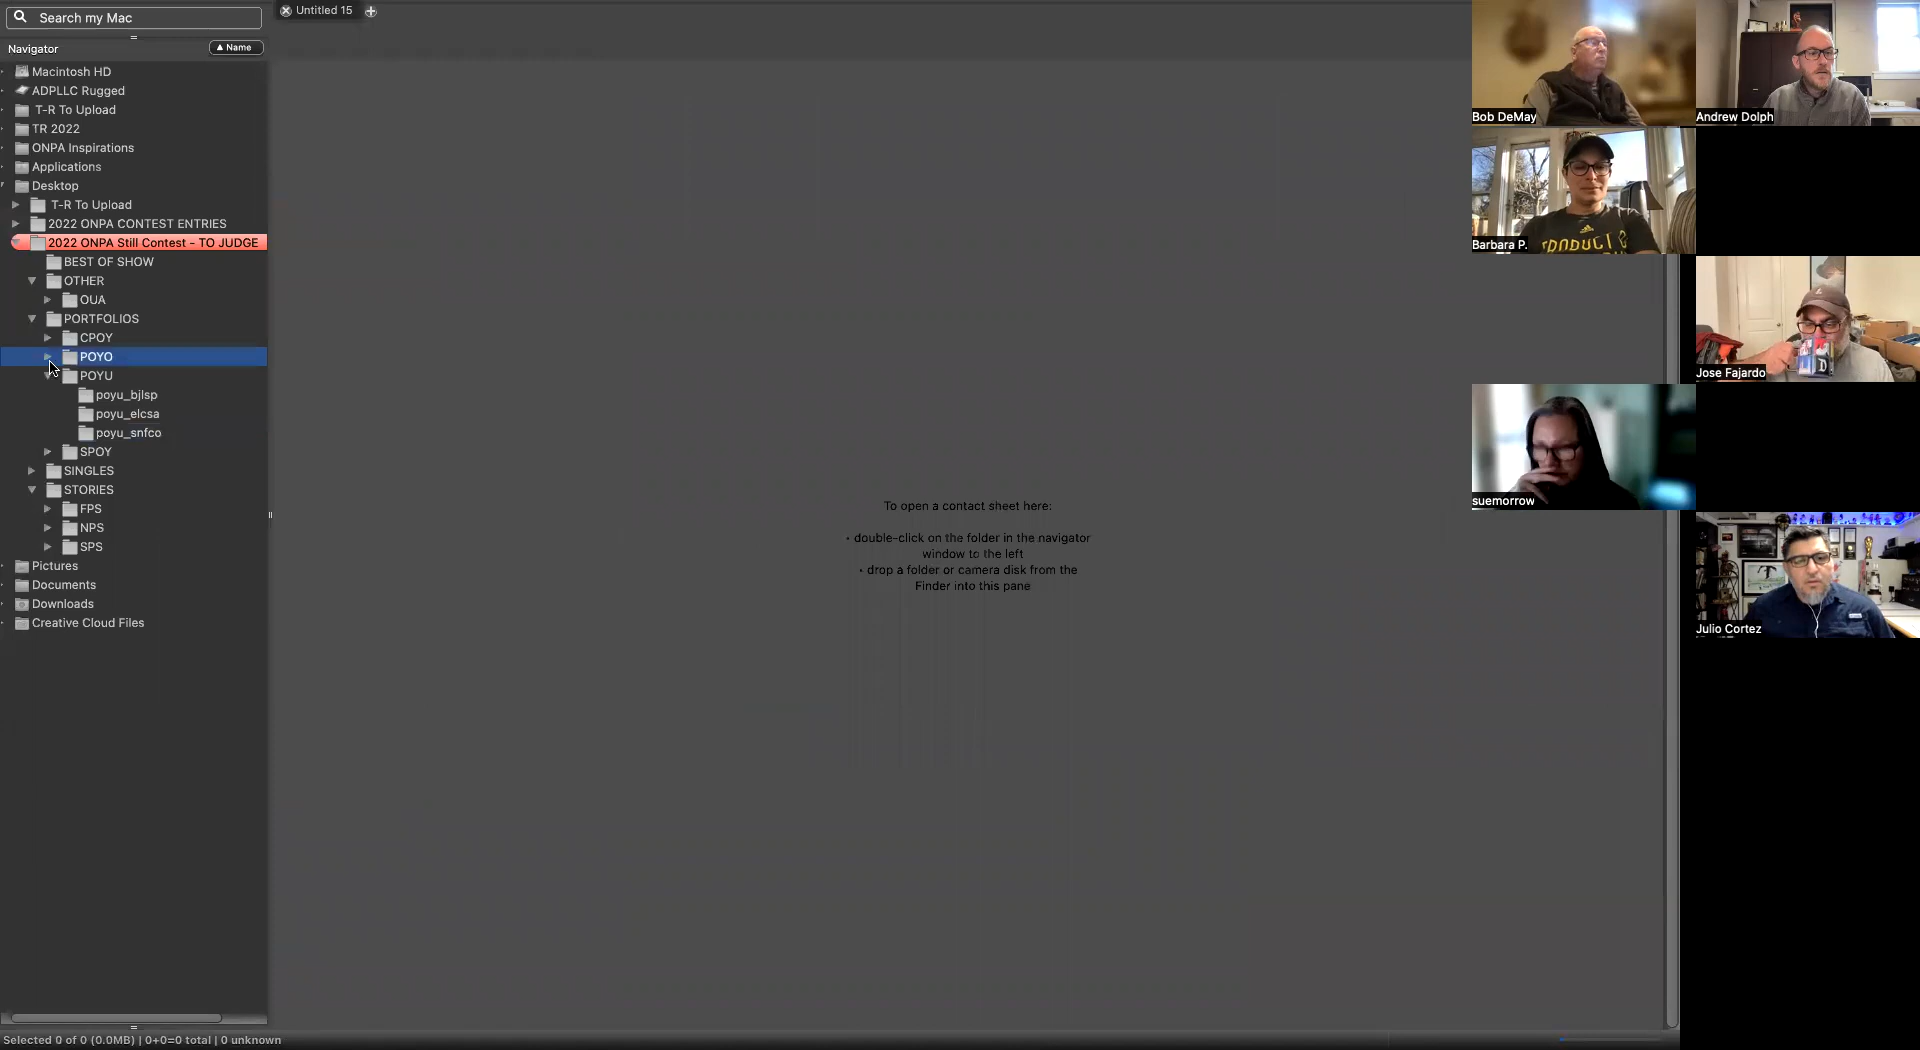 Search my Mac
Untitled 15
Navigator
Name
Macintosh HD
ADPLLC Rugged
T-R To Upload
TR 2022
ONPA Inspirations
Applications
Desktop
T-R To Upload
2022 ONPA CONTEST ENTRIES
2022 ONPA Still Contest - TO JUDGE
BEST OF SHOW
OTHER
OUA
PORTFOLIOS
CPOY
POYO
POYU
poyu_bjlsp
poyu_elcsa
poyu_snfco
SPOY
SINGLES
STORIES
FPS
NPS
SPS
Pictures
Documents
Downloads
Creative Cloud Files
To open a contact sheet here:
• double-click on the folder in the navigator
window to the left
• drop a folder or camera disk from the
Finder into this pane
Selected 0 of 0 (0.0MB) | 0+0=0 total | 0 unknown
Bob DeMay
Andrew Dolph
Barbara P.
Jose Fajardo
suemorrow
Julio Cortez